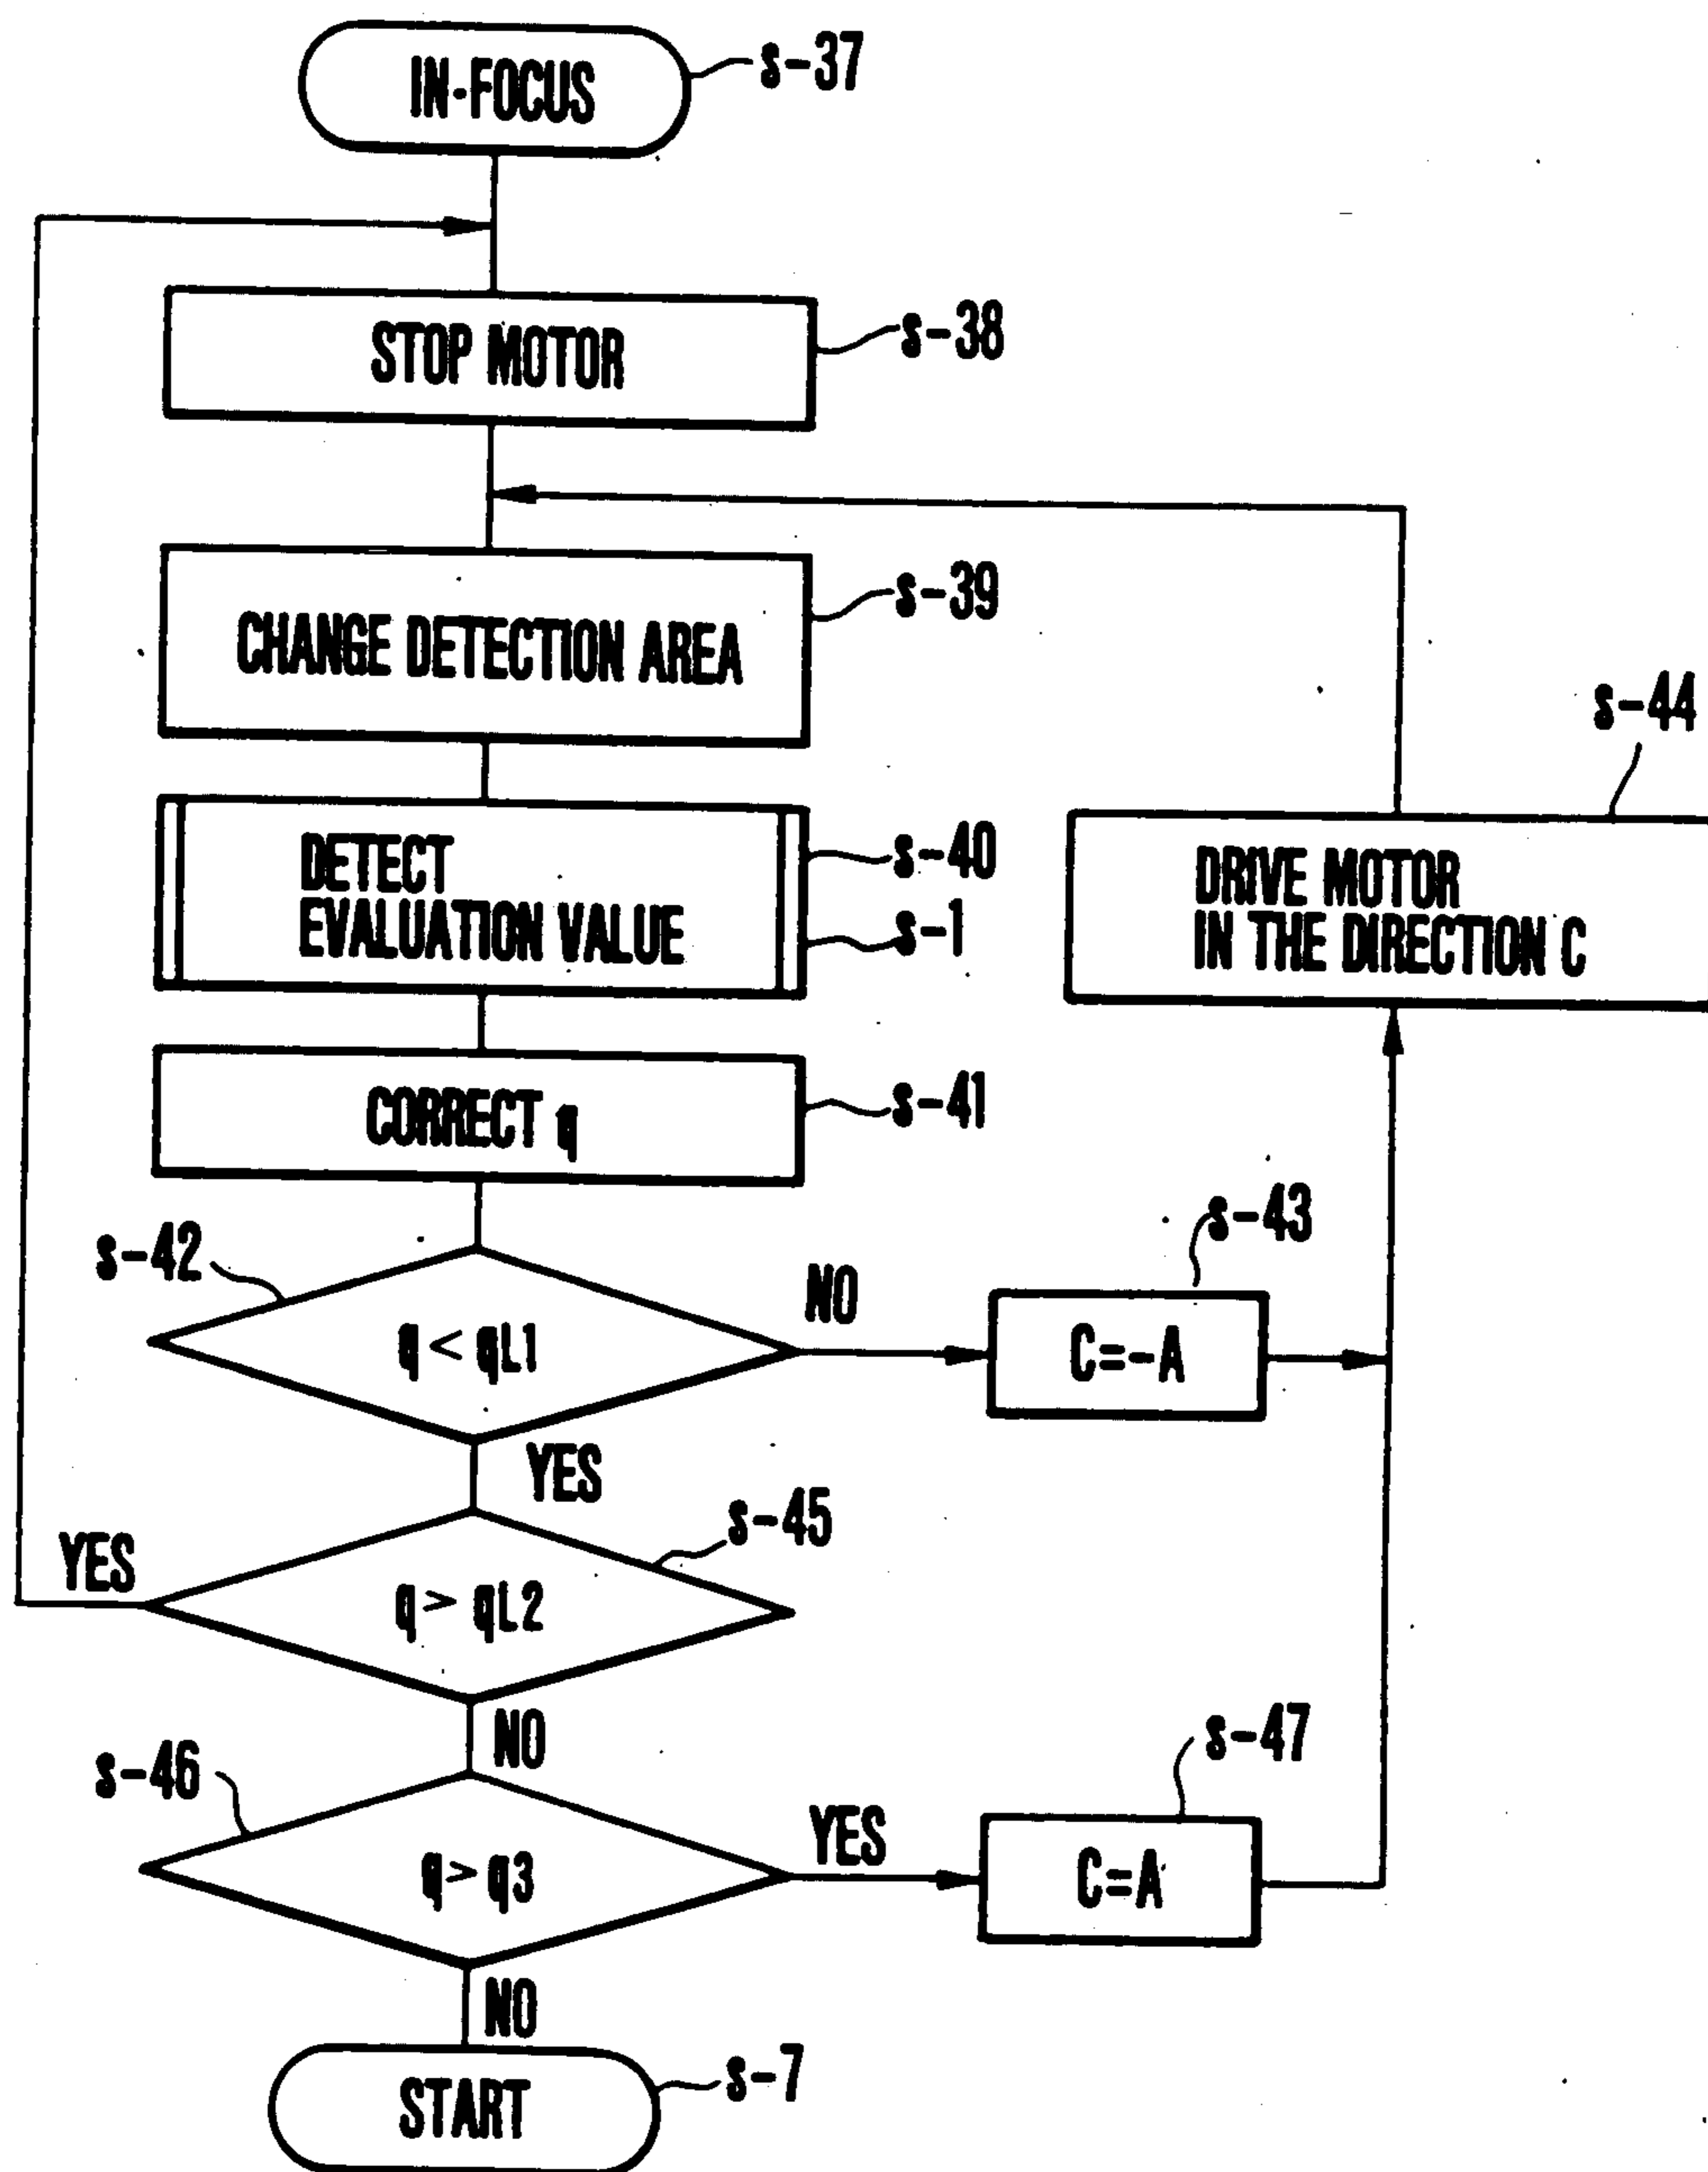 IN-FOCUS
s-37
STOP MOTOR
s-38
CHANGE DETECTION AREA
s-39
DETECT
EVALUATION VALUE
s-40
s-1
DRIVE MOTOR
IN THE DIRECTION C
s-44
CORRECT q
s-41
s-42
q < qL1
NO
C=-A
s-43
YES
s-45
YES
q > qL2
NO
s-46
q > q3
YES
C=A
s-47
NO
START
s-7